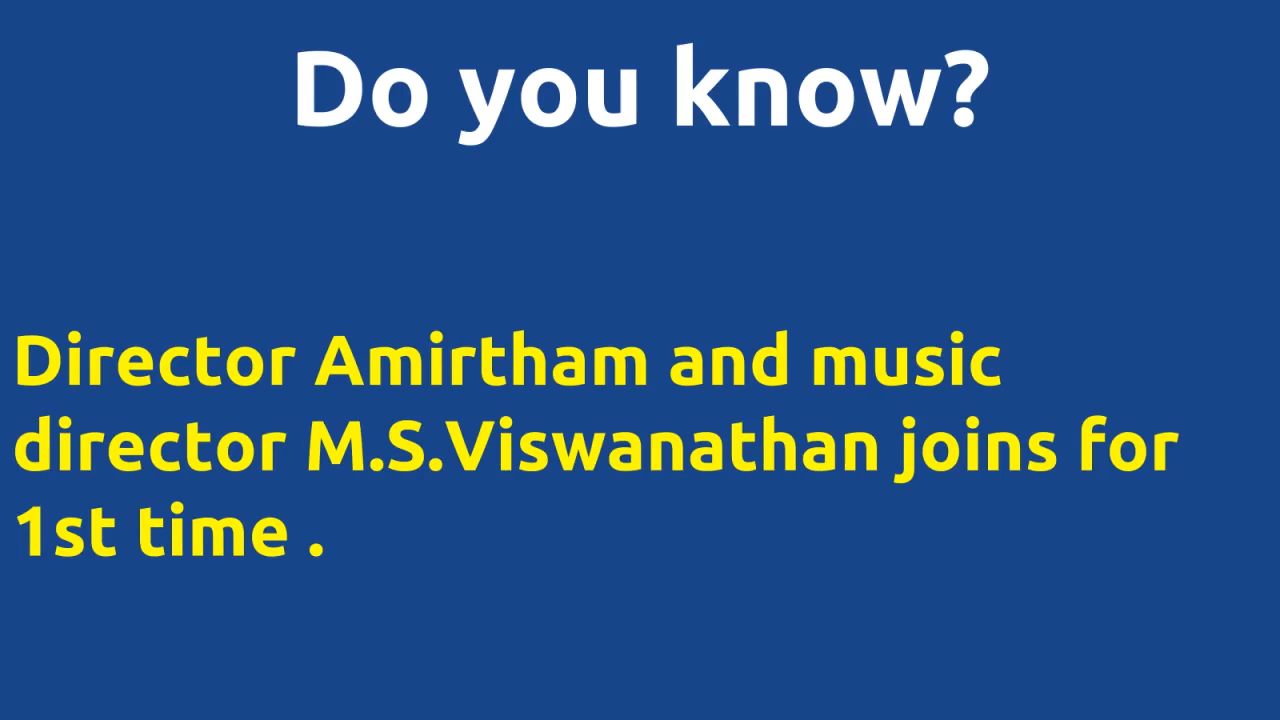 Do you know?
Director Amirtham and music
director M.S.Viswanathan joins for
1st time .